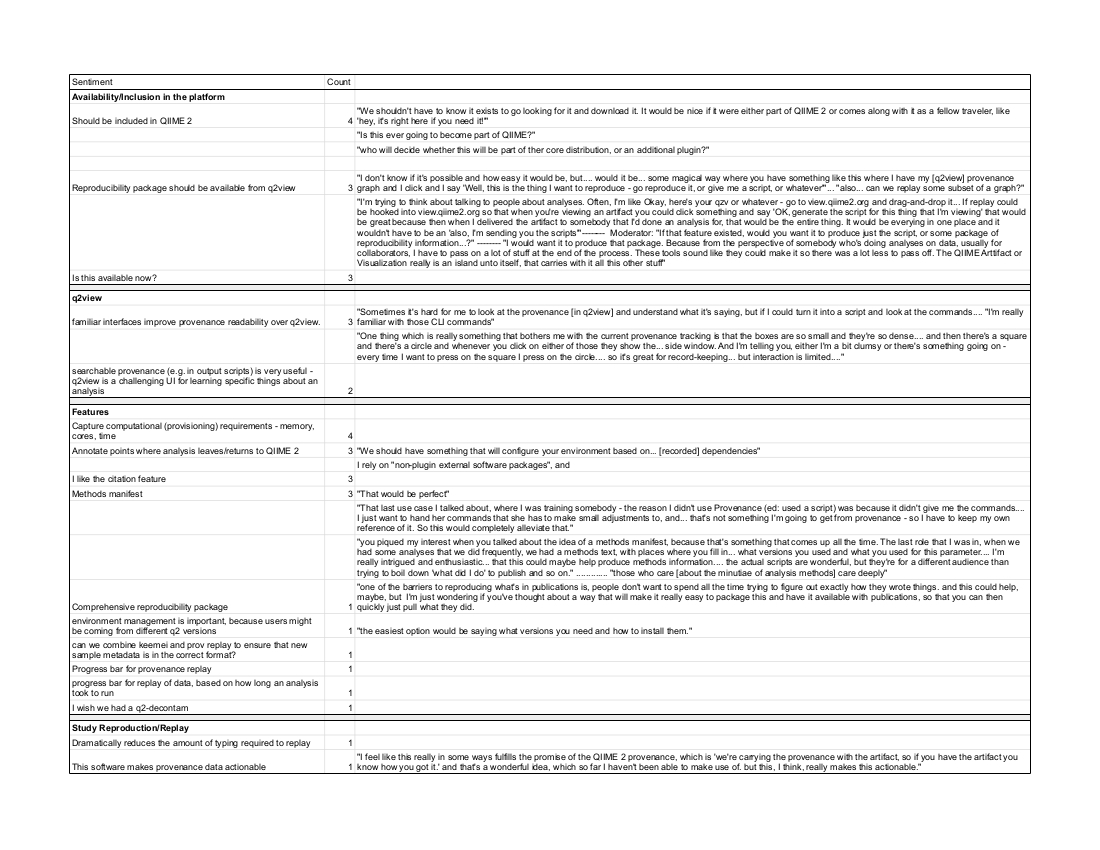 Sentiment Count
Availability/Inclusion in the platform
"We shouldn't have to know it exists to go looking for it and download it. It would be nice if it were either part of QIIME 2 or comes along with it as a fellow traveler, like
Should be included in QIIME 2 4 'hey, it's right here if you need it!'"
"Is this ever going to become part of QIIME?"
"who will decide whether this will be part of ther core distribution, or an additional plugin?"
"I don't know if it's possible and how easy it would be, but.... would it be... some magical way where you have something like this where I have my [q2view] provenance
Reproducibility package should be available from q2view 3 graph and I click and I say 'Well, this is the thing I want to reproduce - go reproduce it, or give me a script, or whatever'"... "also... can we replay some subset of a graph?"
"I'm trying to think about talking to people about analyses. Often, I'm like Okay, here's your qzv or whatever - go to view.qiime2.org and drag-and-drop it... If replay could
be hooked into view.qiime2.org so that when you're viewing an artifact you could click something and say 'OK, generate the script for this thing that I'm viewing' that would
be great because then when I delivered the artifact to somebody that I'd done an analysis for, that would be the entire thing. It would be everying in one place and it
wouldn't have to be an 'also, I'm sending you the scripts'"-------- Moderator: "If that feature existed, would you want it to produce just the script, or some package of
reproducibility information...?" -------- "I would want it to produce that package. Because from the perspective of somebody who's doing analyses on data, usually for
collaborators, I have to pass on a lot of stuff at the end of the process. These tools sound like they could make it so there was a lot less to pass off. The QIIME Arttifact or
Visualization really is an island unto itself, that carries with it all this other stuff"
Is this available now? 3
q2view
"Sometimes it's hard for me to look at the provenance [in q2view] and understand what it's saying, but if I could turn it into a script and look at the commands.... "I'm really
familiar interfaces improve provenance readability over q2view. 3 familiar with those CLI commands"
"One thing which is really something that bothers me with the current provenance tracking is that the boxes are so small and they're so dense.... and then there's a square
and there's a circle and whenever you click on either of those they show the... side window. And I'm telling you, either I'm a bit clumsy or there's something going on -
every time I want to press on the square I press on the circle.... so it's great for record-keeping... but interaction is limited...."
searchable provenance (e.g. in output scripts) is very useful -
q2view is a challenging UI for learning specific things about an
analysis 2
Features
Capture computational (provisioning) requirements - memory,
cores, time 4
Annotate points where analysis leaves/returns to QIIME 2 3 "We should have something that will configure your environment based on... [recorded] dependencies"
I rely on "non-plugin external software packages", and
I like the citation feature 3
Methods manifest 3 "That would be perfect"
"That last use case I talked about, where I was training somebody - the reason I didn't use Provenance (ed: used a script) was because it didn't give me the commands....
I just want to hand her commands that she has to make small adjustments to, and... that's not something I'm going to get from provenance - so I have to keep my own
reference of it. So this would completely alleviate that."
"you piqued my interest when you talked about the idea of a methods manifest, because that's something that comes up all the time. The last role that I was in, when we
had some analyses that we did frequently, we had a methods text, with places where you fill in... what versions you used and what you used for this parameter.... I'm
really intrigued and enthusiastic... that this could maybe help produce methods information.... the actual scripts are wonderful, but they're for a different audience than
trying to boil down 'what did I do' to publish and so on." ............. "those who care [about the minutiae of analysis methods] care deeply"
"one of the barriers to reproducing what's in publications is, people don't want to spend all the time trying to figure out exactly how they wrote things. and this could help,
maybe, but I'm just wondering if you've thought about a way that will make it really easy to package this and have it available with publications, so that you can then
Comprehensive reproducibility package 1 quickly just pull what they did.
environment management is important, because users might
be coming from different q2 versions 1 "the easiest option would be saying what versions you need and how to install them."
can we combine keemei and prov replay to ensure that new
sample metadata is in the correct format? 1
Progress bar for provenance replay 1
progress bar for replay of data, based on how long an analysis
took to run 1
I wish we had a q2-decontam 1
Study Reproduction/Replay
Dramatically reduces the amount of typing required to replay 1
"I feel like this really in some ways fulfills the promise of the QIIME 2 provenance, which is 'we're carrying the provenance with the artifact, so if you have the artifact you
This software makes provenance data actionable 1 know how you got it.' and that's a wonderful idea, which so far I haven't been able to make use of. but this, I think, really makes this actionable."